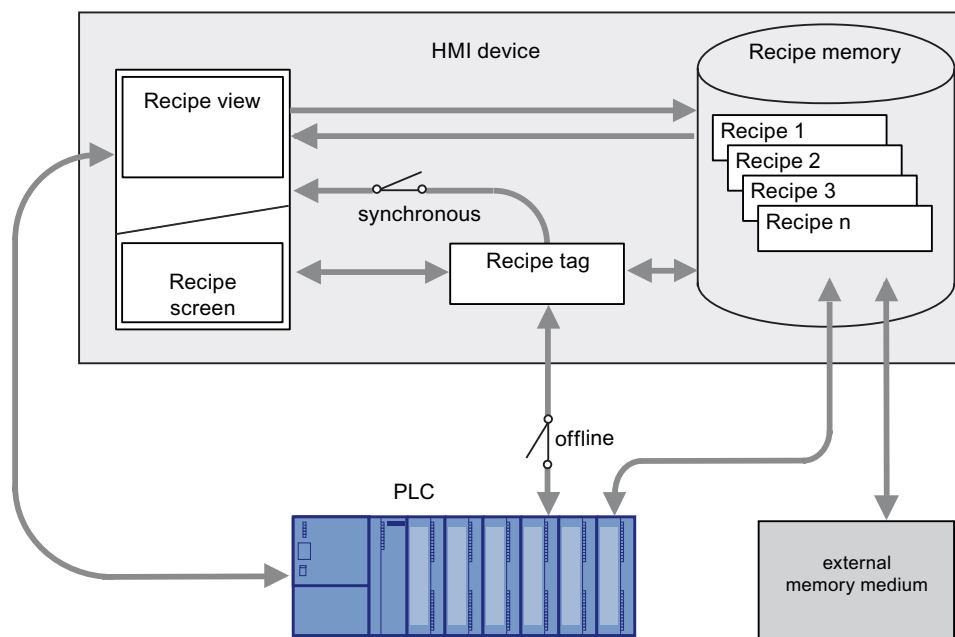 HMI device
Recipe memory
Recipe view
Recipe 1
Recipe 2
Recipe 3
Recipe n
synchronous
Recipe tag
Recipe
screen
offline
PLC
external
memory medium